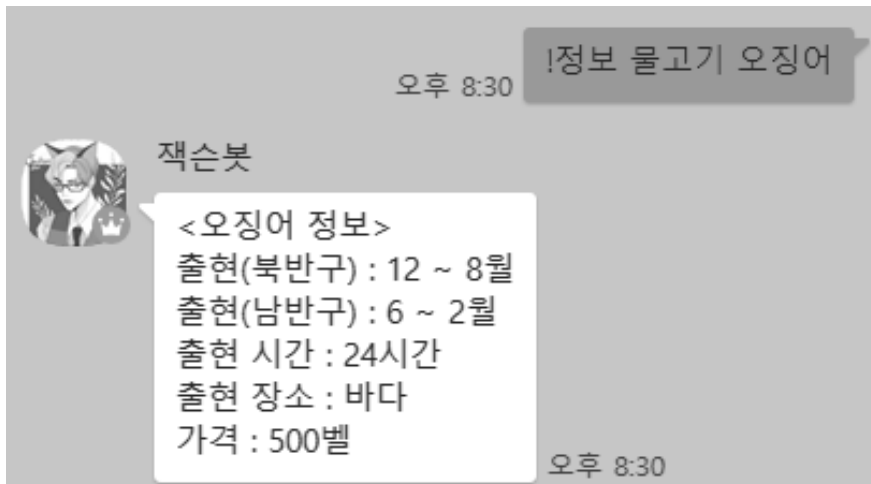 !정보 물고기 오징어
오후 8:30
잭슨봇
<오징어 정보>
출현(북반구) : 12 ~ 8월
출현(남반구) : 6 ~ 2월
출현 시간 : 24시간
출현 장소 : 바다
가격 : 500벨
오후 8:30